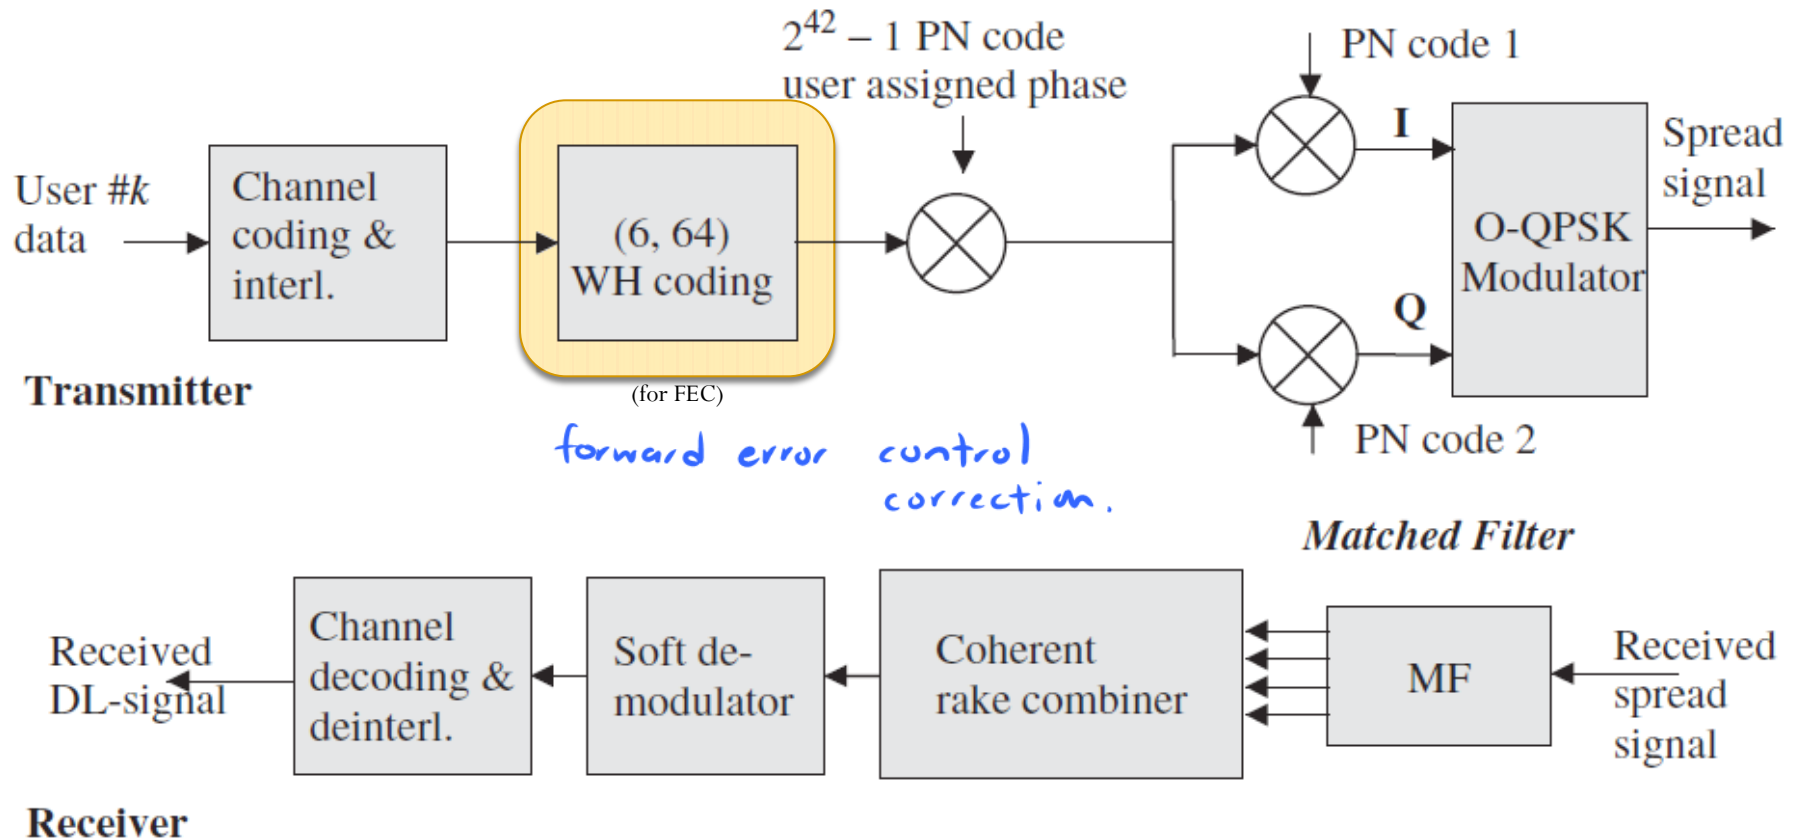 2^42 – 1 PN code
user assigned phase
PN code 1
User #k
data
Channel
coding &
interl.
(6, 64)
WH coding
I
Q
O-QPSK
Modulator
Spread
signal
PN code 2
Transmitter
(for FEC)
forward error control
correction.
Matched Filter
Received
DL-signal
Channel
decoding &
deinterl.
Soft de-
modulator
Coherent
rake combiner
MF
Received
spread
signal
Receiver